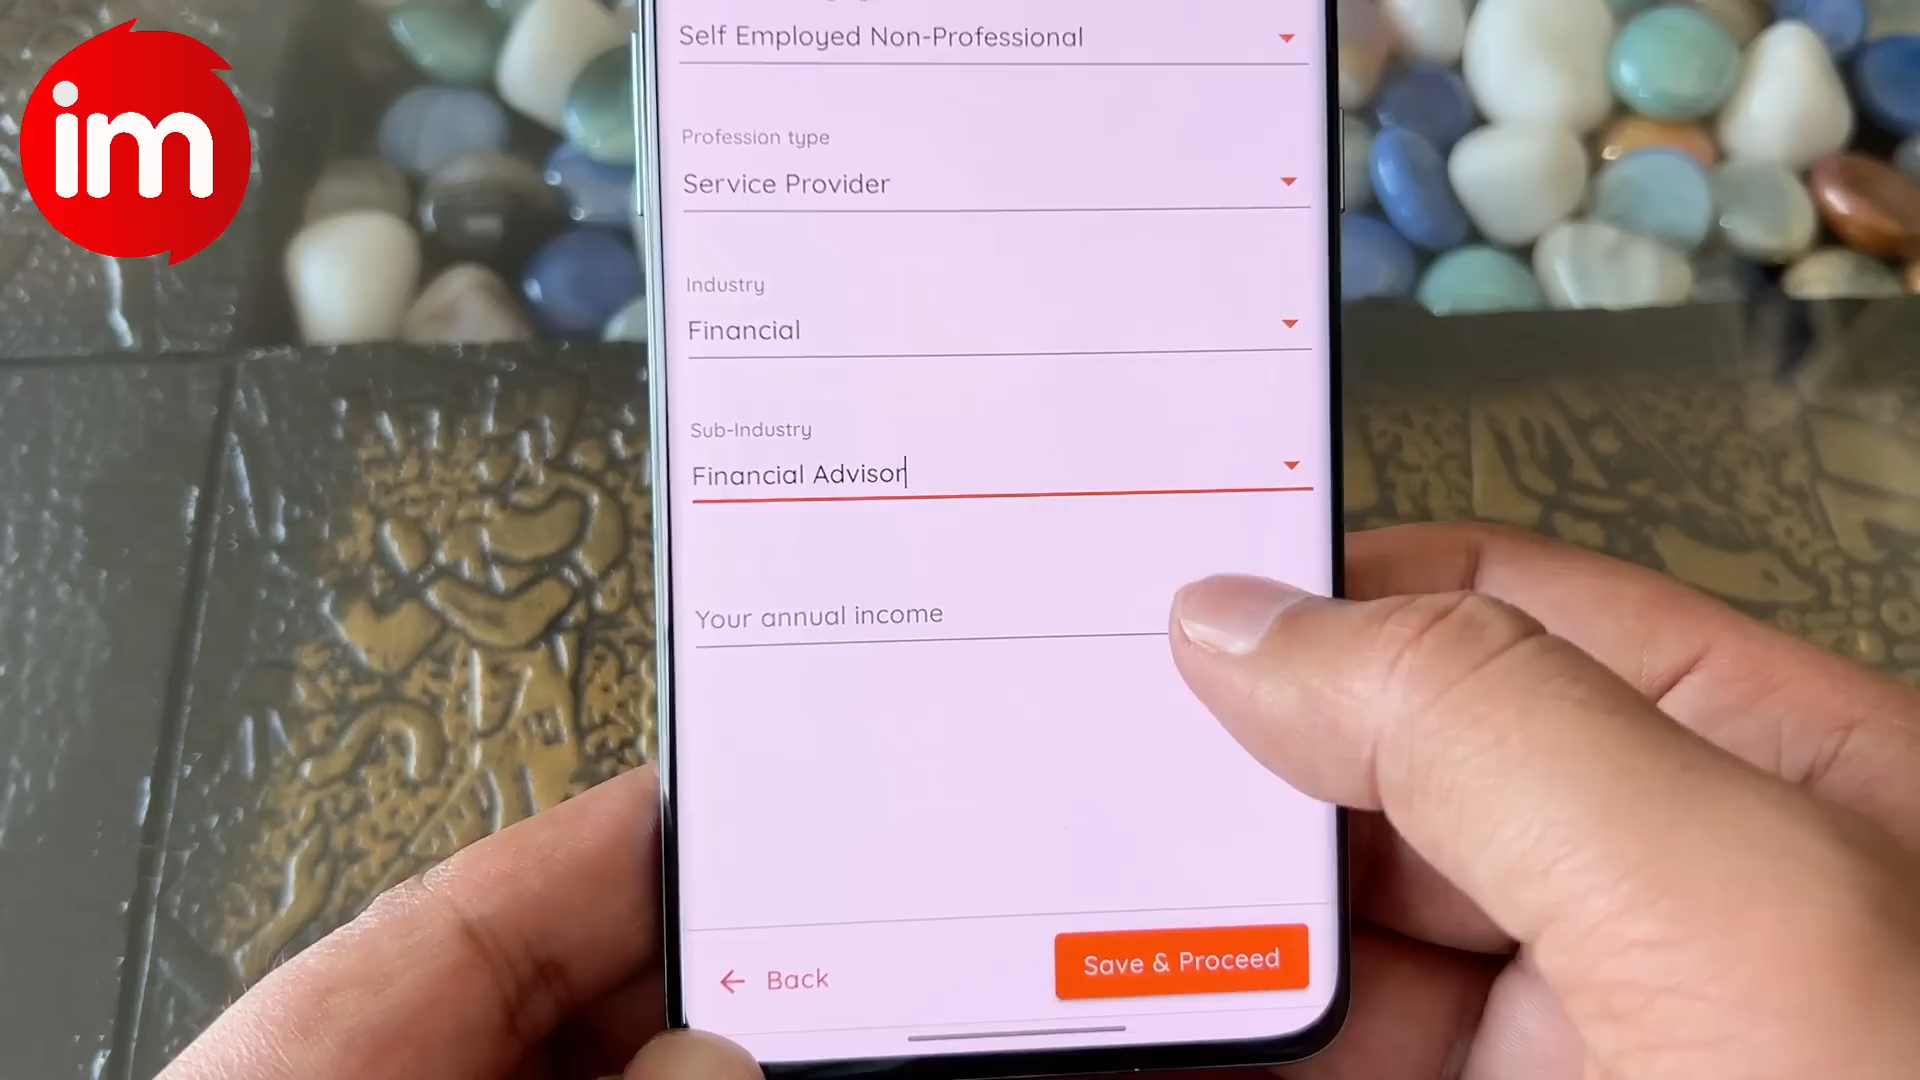 im
Self Employed Non-Professional
Profession type
Service Provider
Industry
Financial
Sub-Industry
Financial Advisor
Your annual income
Back
Save & Proceed